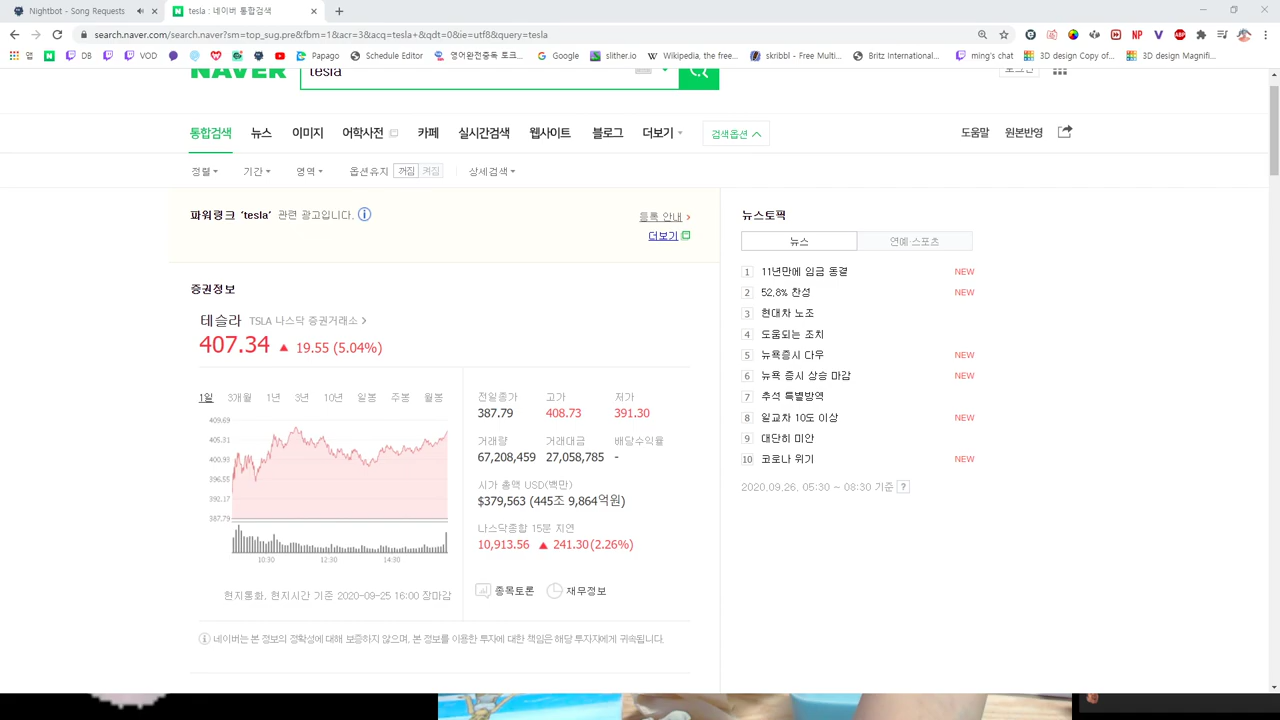 Nightbot - Song Requests
tesla : 네이버 통합검색
search.naver.com/search.naver?sm=top_sug.pre&fbm=1&acr=3&acq=tesla+&qdt=0&ie=utf8&query=tesla
앱 DB VOD Papago Schedule Editor 영어완전중독 토크... Google slither.io Wikipedia, the free... skribbl - Free Multi... Britz International... ming's chat 3D design Copy of... 3D design Magnifi...
NAVER tesla 로그인
통합검색 뉴스 이미지 어학사전 카페 실시간검색 웹사이트 블로그 더보기 검색옵션 도움말 원본반영
정렬 기간 영역 옵션유지 꺼짐 켜짐 상세검색
파워링크 'tesla' 관련 광고입니다. 등록 안내
더보기
증권정보
테슬라 TSLA 나스닥 증권거래소
407.34 ▲ 19.55 (5.04%)
1일 3개월 1년 3년 10년 일봉 주봉 월봉
409.69
405.31
400.93
396.55
392.17
387.79
10:30 12:30 14:30
현지통화, 현지시간 기준 2020-09-25 16:00 장마감
전일종가 고가 저가
387.79 408.73 391.30
거래량 거래대금 배당수익률
67,208,459 27,058,785 -
시가 총액 USD(백만)
$379,563 (445조 9,864억원)
나스닥종합 15분 지연
10,913.56 ▲ 241.30 (2.26%)
종목토론 재무정보
네이버는 본 정보의 정확성에 대해 보증하지 않으며, 본 정보를 이용한 투자에 대한 책임은 해당 투자자에게 귀속됩니다.
뉴스토픽
뉴스 연예·스포츠
1 11년만에 임금 동결 NEW
2 52.8% 찬성 NEW
3 현대차 노조
4 도움되는 조치
5 뉴욕증시 다우 NEW
6 뉴욕 증시 상승 마감 NEW
7 추석 특별방역
8 일교차 10도 이상 NEW
9 대단히 미안
10 코로나 위기 NEW
2020.09.26. 05:30 ~ 08:30 기준 ?